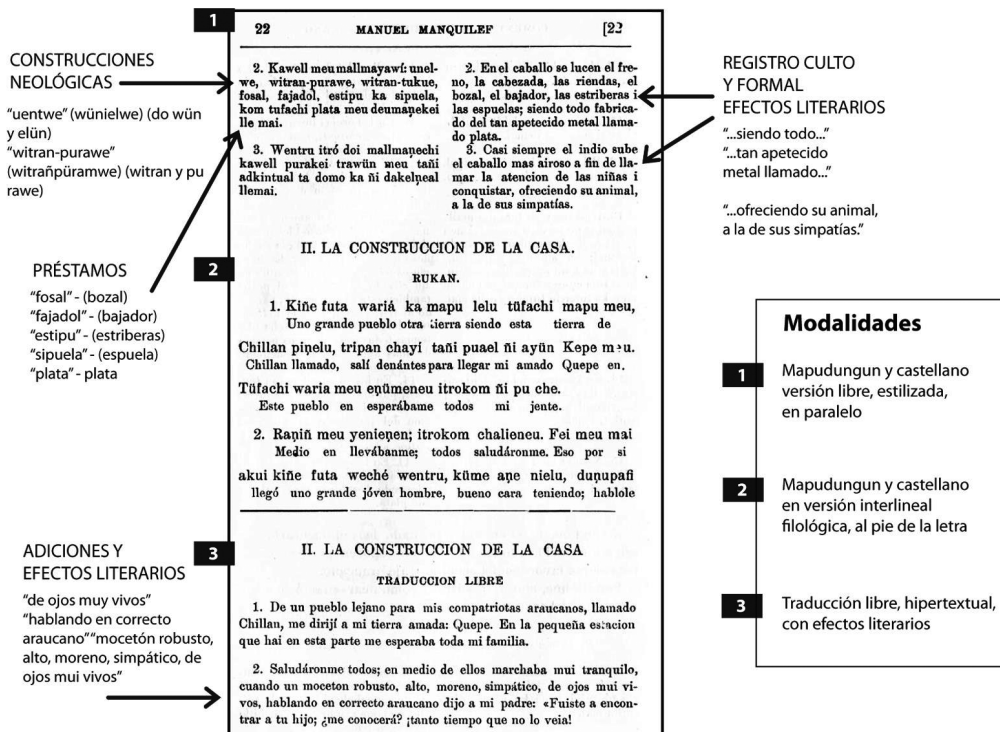 1
22 MANUEL MANQUILEF [22
CONSTRUCCIONES
NEOLÓGICAS
"uentwe" (wünielwe) (do wün
y elün)
"witran-purawe"
(witrañpüramwe) (witran y pu
rawe)
PRÉSTAMOS
"fosal" - (bozal)
"fajadol" - (bajador)
"estipu" - (estriberas)
"sipuela" - (espuela)
"plata" - plata
2. Kawell meu mallmayawí: unel-
we, witran-purawe, witran-tukue,
fosal, fajadol, estipu ka sipuela,
kom tufachi plata meu deumaṇekei
lle mai.
3. Wentru itró doi mallmaṇechi
kawell purakei trawün meu tañi
adkintual ta domo ka ñi dakelṇeal
llemai.
2. En el caballo se lucen el fre-
no, la cabezada, las riendas, el
bozal, el bajador, las estriberas i
las espuelas; siendo todo fabrica-
do del tan apetecido metal llama-
do plata.
3. Casi siempre el indio sube
el caballo mas airoso a fin de lla-
mar la atencion de las niñas i
conquistar, ofreciendo su animal,
a la de sus simpatías.
REGISTRO CULTO
Y FORMAL
EFECTOS LITERARIOS
"...siendo todo..."
"...tan apetecido
metal llamado..."
"...ofreciendo su animal,
a la de sus simpatías."
2
II. LA CONSTRUCCION DE LA CASA.
RUKAN.
1. Kiñe futa wariá ka mapu lelu tüfachi mapu meu,
Uno grande pueblo otra tierra siendo esta tierra de
Chillan piṇelu, tripan chayí tañi puael ñi ayün Kepe meu.
Chillan llamado, salí denántes para llegar mi amado Quepe en.
Tüfachi waria meu eṇümeneu itrokom ñi pu che.
Este pueblo en esperábame todos mi jente.
2. Raṇiñ meu yenieṇen; itrokom chalieneu. Fei meu mai
Medio en llevábanme; todos saludáronme. Eso por si
akui kiñe futa weché wentru, küme aṇe nielu, duṇupafi
llegó uno grande jóven hombre, bueno cara teniendo; hablole
3
ADICIONES Y
EFECTOS LITERARIOS
"de ojos muy vivos"
"hablando en correcto
araucano" "mocetón robusto,
alto, moreno, simpático, de
ojos mui vivos"
II. LA CONSTRUCCION DE LA CASA
TRADUCCION LIBRE
1. De un pueblo lejano para mis compatriotas araucanos, llamado
Chillan, me dirijí a mi tierra amada: Quepe. En la pequeña estacion
que hai en esta parte me esperaba toda mi familia.
2. Saludáronme todos; en medio de ellos marchaba mui tranquilo,
cuando un moceton robusto, alto, moreno, simpático, de ojos mui vi-
vos, hablando en correcto araucano dijo a mi padre: «Fuiste a encon-
trar a tu hijo; ¿me conocerá? ¡tanto tiempo que no lo veia!
Modalidades
1 Mapudungun y castellano
versión libre, estilizada,
en paralelo
2 Mapudungun y castellano
en versión interlineal
filológica, al pie de la letra
3 Traducción libre, hipertextual,
con efectos literarios